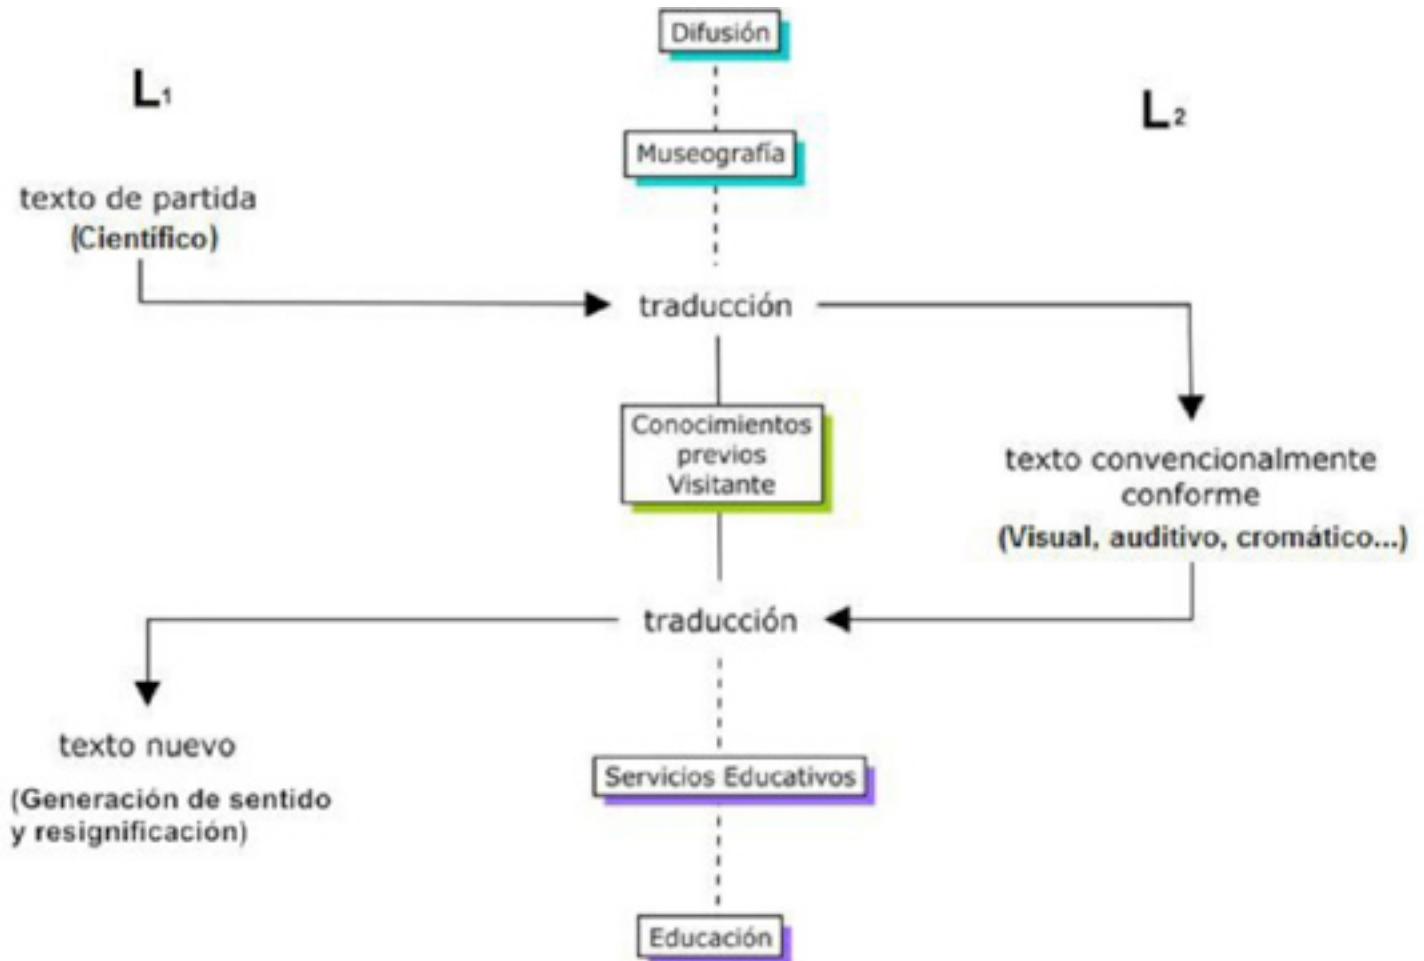 Difusión
L1
L2
Museografía
texto de partida
(Científico)
traducción
Conocimientos
previos
Visitante
texto convencionalmente
conforme
(Visual, auditivo, cromático...)
traducción
texto nuevo
(Generación de sentido
y resignificación)
Servicios Educativos
Educación